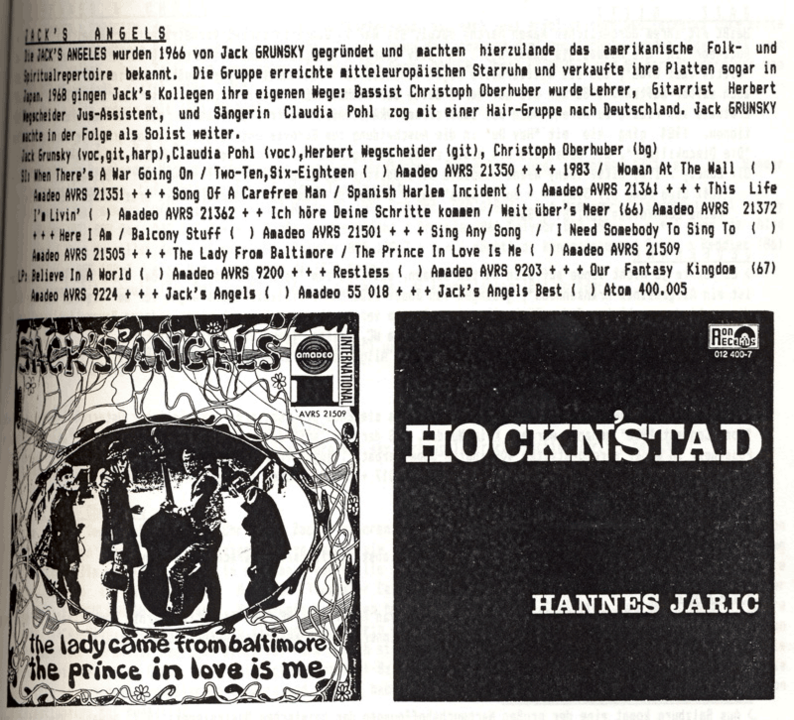 JACK'S ANGELS
Die JACK'S ANGELES wurden 1966 von Jack GRUNSKY gegründet und machten hierzulande das amerikanische Folk- und
Spiritualrepertoire bekannt. Die Gruppe erreichte mitteleuropäischen Starruhm und verkaufte ihre Platten sogar in
Japan. 1968 gingen Jack's Kollegen ihre eigenen Wege: Bassist Christoph Oberhuber wurde Lehrer, Gitarrist Herbert
Wegscheider Jus-Assistent, und Sängerin Claudia Pohl zog mit einer Hair-Gruppe nach Deutschland. Jack GRUNSKY
machte in der Folge als Solist weiter.
Jack Grunsky (voc,git,harp),Claudia Pohl (voc),Herbert Wegscheider (git), Christoph Oberhuber (bg)
SI: When There's A War Going On / Two-Ten,Six-Eighteen ( ) Amadeo AVRS 21350 + + + 1983 / Woman At The Wall ( )
Amadeo AVRS 21351 + + + Song Of A Carefree Man / Spanish Harlem Incident ( ) Amadeo AVRS 21361 + + + This Life
I'm Livin' ( ) Amadeo AVRS 21362 + + Ich höre Deine Schritte kommen / Weit über's Meer (66) Amadeo AVRS 21372
+ + + Here I Am / Balcony Stuff ( ) Amadeo AVRS 21501 + + + Sing Any Song / I Need Somebody To Sing To ( )
Amadeo AVRS 21505 + + + The Lady From Baltimore / The Prince In Love Is Me ( ) Amadeo AVRS 21509
LP: Believe In A World ( ) Amadeo AVRS 9200 + + + Restless ( ) Amadeo AVRS 9203 + + + Our Fantasy Kingdom (67)
Amadeo AVRS 9224 + + + Jack's Angels ( ) Amadeo 55 018 + + + Jack's Angels Best ( ) Atom 400.005
JACK'S ANGELS
AMADEO
INTERNATIONAL
AVRS 21509
the lady came from baltimore
the prince in love is me
RON
RECORDS
012 400-7
HOCKN'STAD
HANNES JARIC